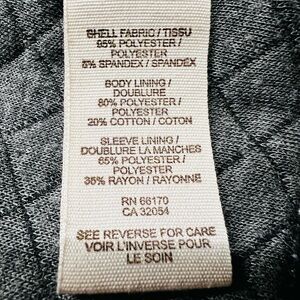 SHELL FABRIC / TISSU
95% POLYESTER /
POLYESTER
5% SPANDEX / SPANDEX
BODY LINING /
DOUBLURE
80% POLYESTER /
POLYESTER
20% COTTON / COTON
SLEEVE LINING /
DOUBLURE LA MANCHES
65% POLYESTER /
POLYESTER
35% RAYON / RAYONNE
RN 66170
CA 32054
SEE REVERSE FOR CARE
VOIR L'INVERSE POUR
LE SOIN